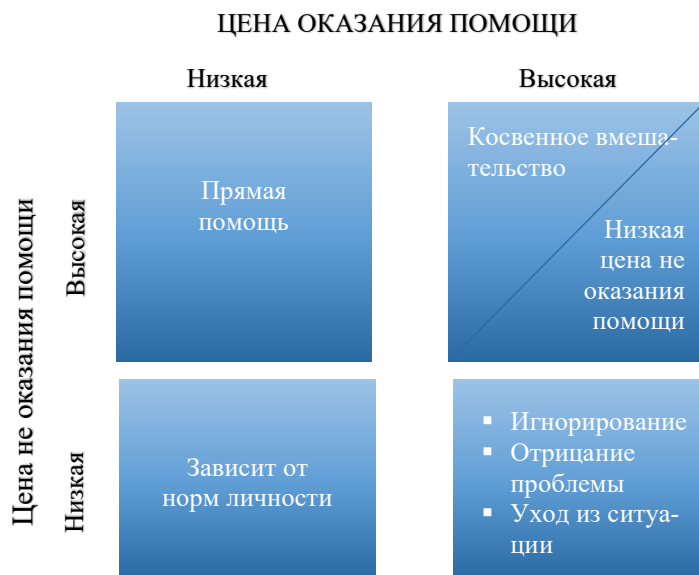 ЦЕНА ОКАЗАНИЯ ПОМОЩИ
Низкая
Высокая
Цена не оказания помощи
Высокая
Прямая
помощь
Косвенное вмеша-
тельство
Низкая
цена не
оказания
помощи
Низкая
Зависит от
норм личности
▪ Игнорирование
▪ Отрицание
проблемы
▪ Уход из ситуа-
ции